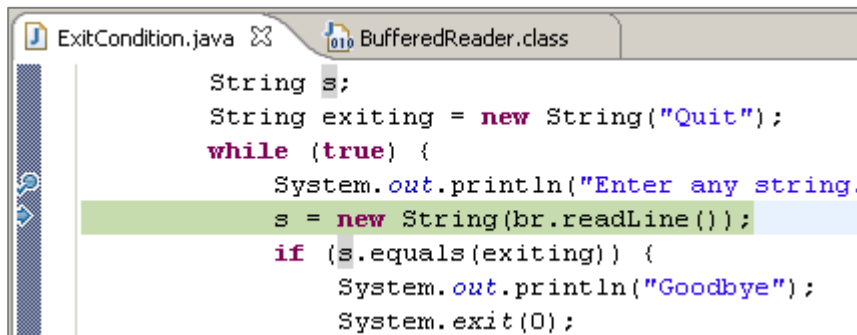 ExitCondition.java BufferedReader.class
String s;
String exiting = new String("Quit");
while (true) {
System.out.println("Enter any string.
s = new String(br.readLine());
if (s.equals(exiting)) {
System.out.println("Goodbye");
System.exit(0);